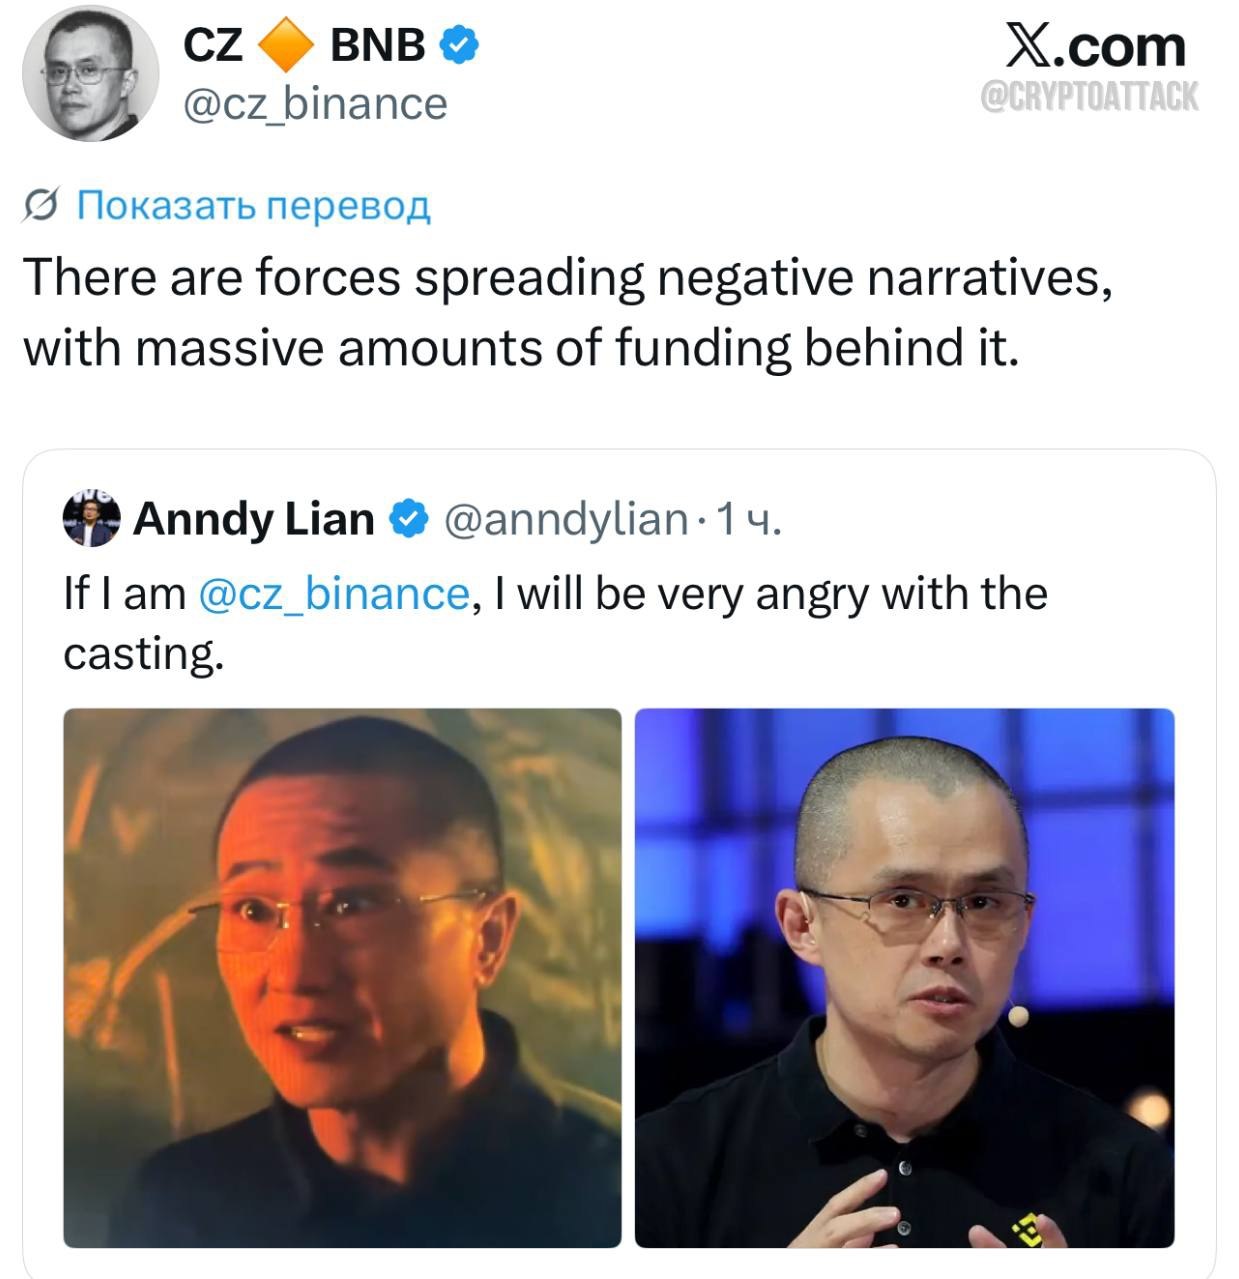 CZ 🔶 BNB
@cz_binance
X.com
@CRYPTOATTACK
Показать перевод
There are forces spreading negative narratives,
with massive amounts of funding behind it.
Anndy Lian @anndylian · 1 ч.
If I am @cz_binance, I will be very angry with the
casting.